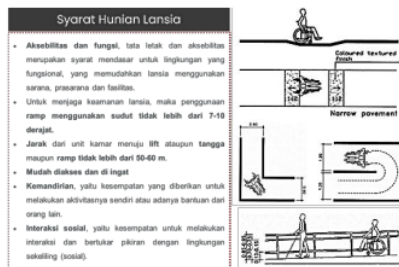 Syarat Hunian Lansia
• Aksebilitas dan fungsi, tata letak dan aksebilitas
merupakan syarat mendasar untuk lingkungan yang
fungsional, yang memudahkan lansia menggunakan
sarana, prasarana dan fasilitas.
• Untuk menjaga keamanan lansia, maka penggunaan
ramp menggunakan sudut tidak lebih dari 7-10
derajat.
• Jarak dari unit kamar menuju lift ataupun tangga
maupun ramp tidak lebih dari 50-60 m.
• Mudah diakses dan di ingat
• Kemandirian, yaitu kesempatan yang diberikan untuk
melakukan aktivitasnya sendiri atau adanya bantuan dari
orang lain.
• Interaksi sosial, yaitu kesempatan untuk melakukan
interaksi dan bertukar pikiran dengan lingkungan
sekeliling (sosial).
Coloured textured
finish
Narrow pavement